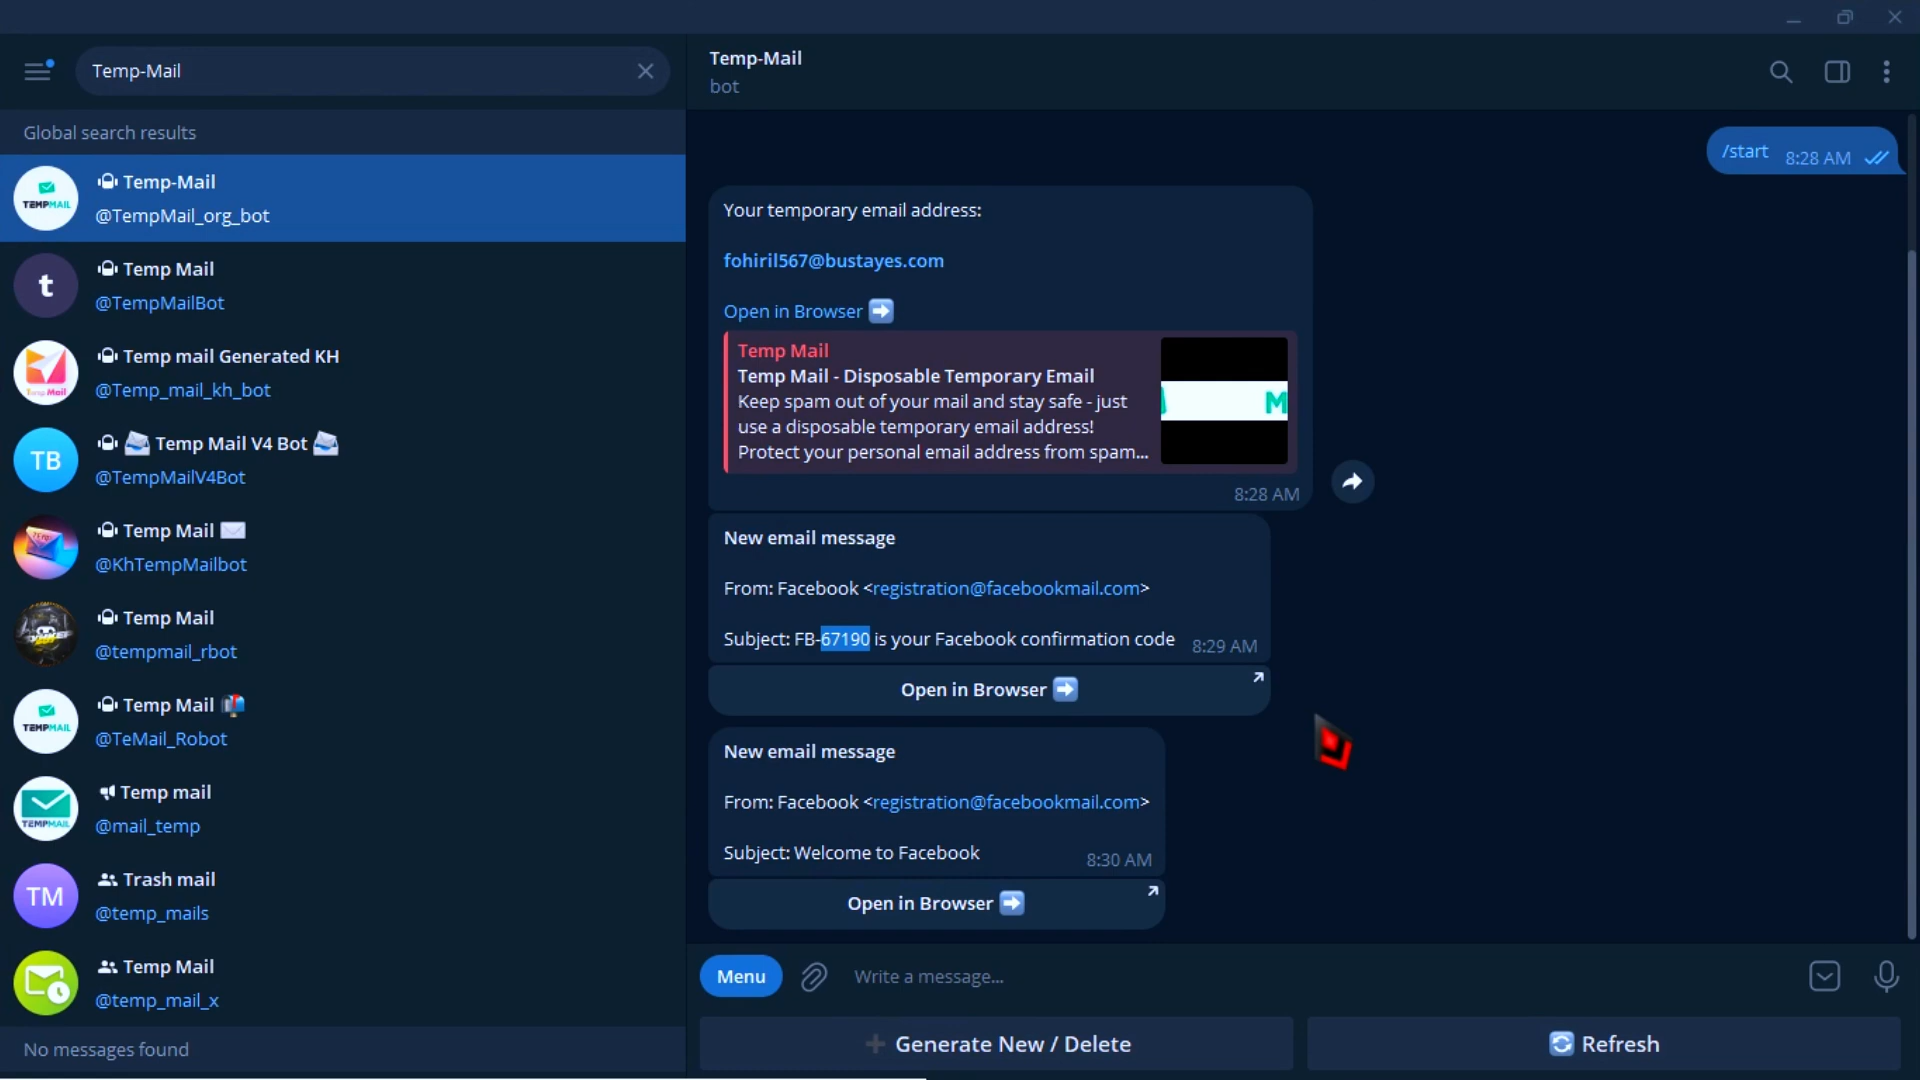 Temp-Mail
Global search results
TEMPMAIL
Temp-Mail
@TempMail_org_bot
t
Temp Mail
@TempMailBot
Temp Mail
Temp mail Generated KH
@Temp_mail_kh_bot
TB
Temp Mail V4 Bot
@TempMailV4Bot
Temp Mail
@KhTempMailbot
Temp Mail
@tempmail_rbot
TEMPMAIL
Temp Mail
@TeMail_Robot
TEMPMAIL
Temp mail
@mail_temp
TM
Trash mail
@temp_mails
Temp Mail
@temp_mail_x
No messages found
Temp-Mail
bot
/start 8:28 AM
Your temporary email address:
fohiril567@bustayes.com
Open in Browser
Temp Mail
Temp Mail - Disposable Temporary Email
Keep spam out of your mail and stay safe - just
use a disposable temporary email address!
Protect your personal email address from spam...
M
8:28 AM
New email message
From: Facebook <registration@facebookmail.com>
Subject: FB-67190 is your Facebook confirmation code 8:29 AM
Open in Browser
New email message
From: Facebook <registration@facebookmail.com>
Subject: Welcome to Facebook 8:30 AM
Open in Browser
Menu
Write a message...
Generate New / Delete
Refresh